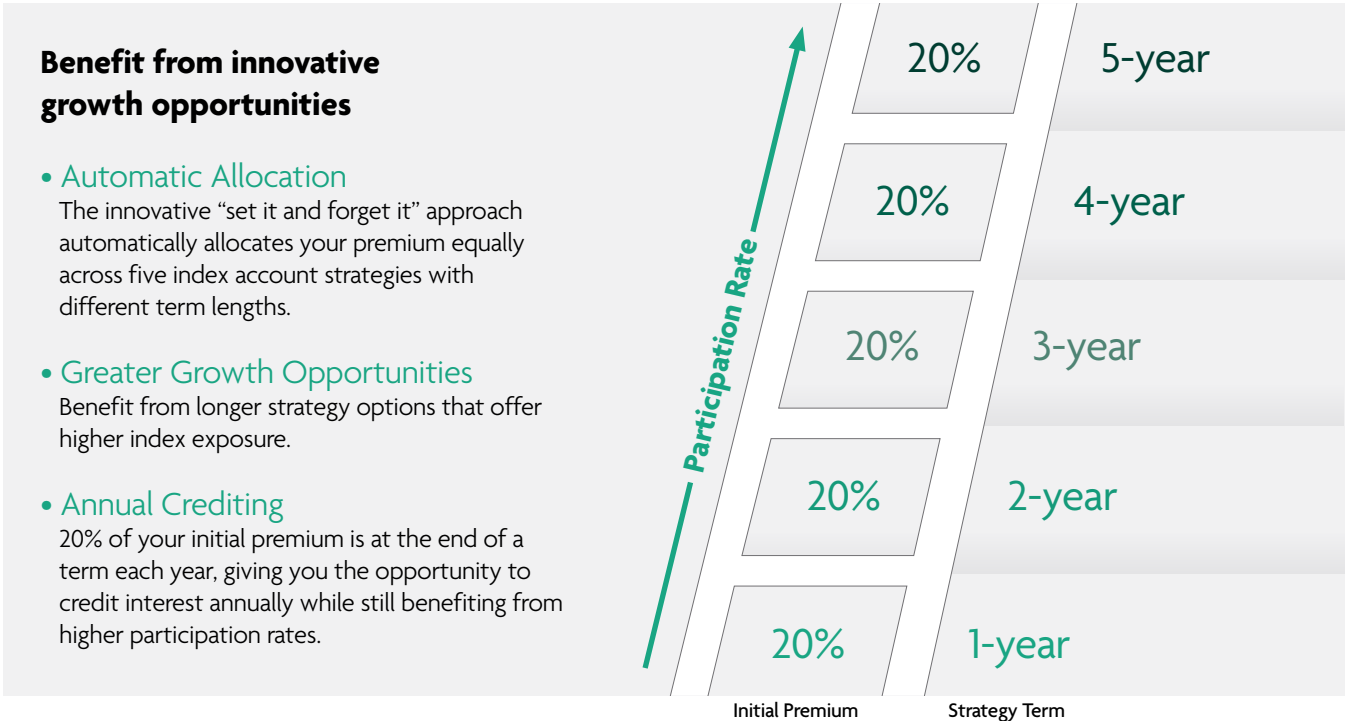 Benefit from innovative
growth opportunities
• Automatic Allocation
The innovative “set it and forget it” approach
automatically allocates your premium equally
across five index account strategies with
different term lengths.
• Greater Growth Opportunities
Benefit from longer strategy options that offer
higher index exposure.
• Annual Crediting
20% of your initial premium is at the end of a
term each year, giving you the opportunity to
credit interest annually while still benefiting from
higher participation rates.
Participation Rate
20% 5-year
20% 4-year
20% 3-year
20% 2-year
20% 1-year
Initial Premium Strategy Term